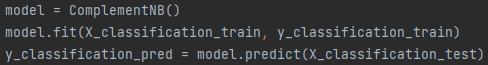 model = ComplementNB()
model.fit(X_classification_train, y_classification_train)
y_classification_pred = model.predict(X_classification_test)